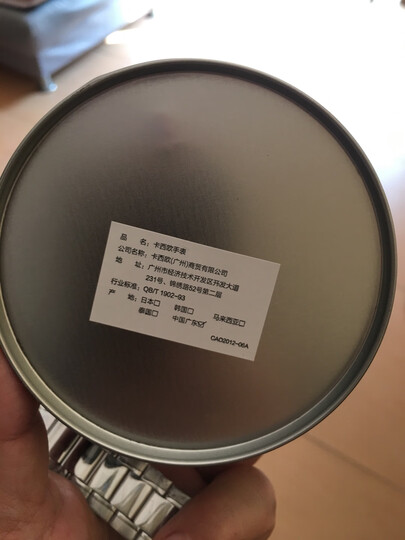 品 名：卡西欧手表
公司名称：卡西欧(广州)商贸有限公司
地 址：广州市经济技术开发区开发大道
231号、锦绣路52号第二层
行业标准：QB/T 1902-93
产 地：日本口 韩国口 马来西亚口
泰国口 中国广东☑
CAO2012-06A